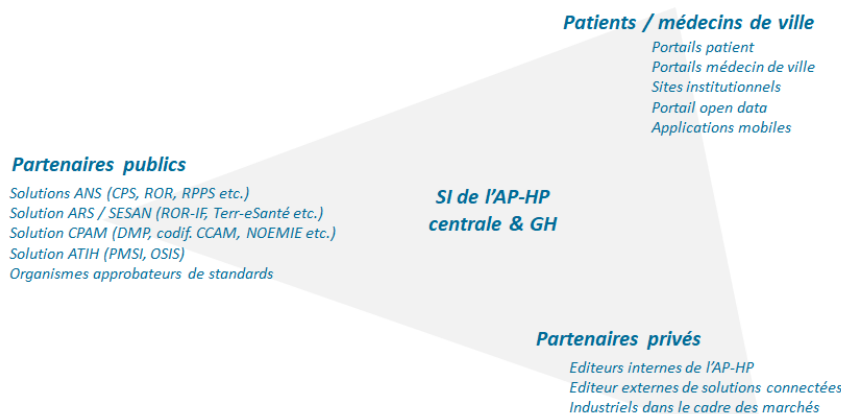 Patients / médecins de ville
Portails patient
Portails médecin de ville
Sites institutionnels
Portail open data
Applications mobiles
Partenaires publics
Solutions ANS (CPS, ROR, RPPS etc.)
Solution ARS / SESAN (ROR-IF, Terr-eSanté etc.)
Solution CPAM (DMP, codif. CCAM, NOEMIE etc.)
Solution ATIH (PMSI, OSIS)
Organismes approbateurs de standards
SI de l’AP-HP
centrale & GH
Partenaires privés
Editeurs internes de l’AP-HP
Editeur externes de solutions connectées
Industriels dans le cadre des marchés